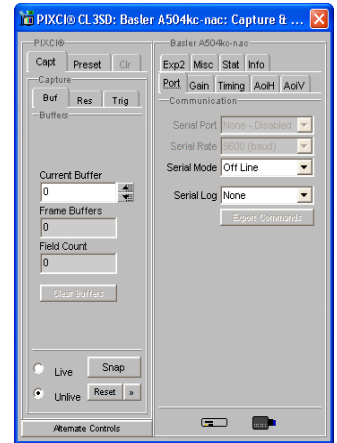 PIXCI® CL3SD: Basler A504kc-nac: Capture & ...
PIXCI®
Capt Preset Clr
Capture
Buf Res Trig
Buffers
Current Buffer
0
Frame Buffers
0
Field Count
0
Clear Buffers
Live Snap
Unlive Reset »
Alternate Controls
Basler A504kc-nac
Exp2 Misc Stat Info
Port Gain Timing AoiH AoiV
Communication
Serial Port None - Disabled
Serial Rate 9600 (baud)
Serial Mode Off Line
Serial Log None
Export Commands